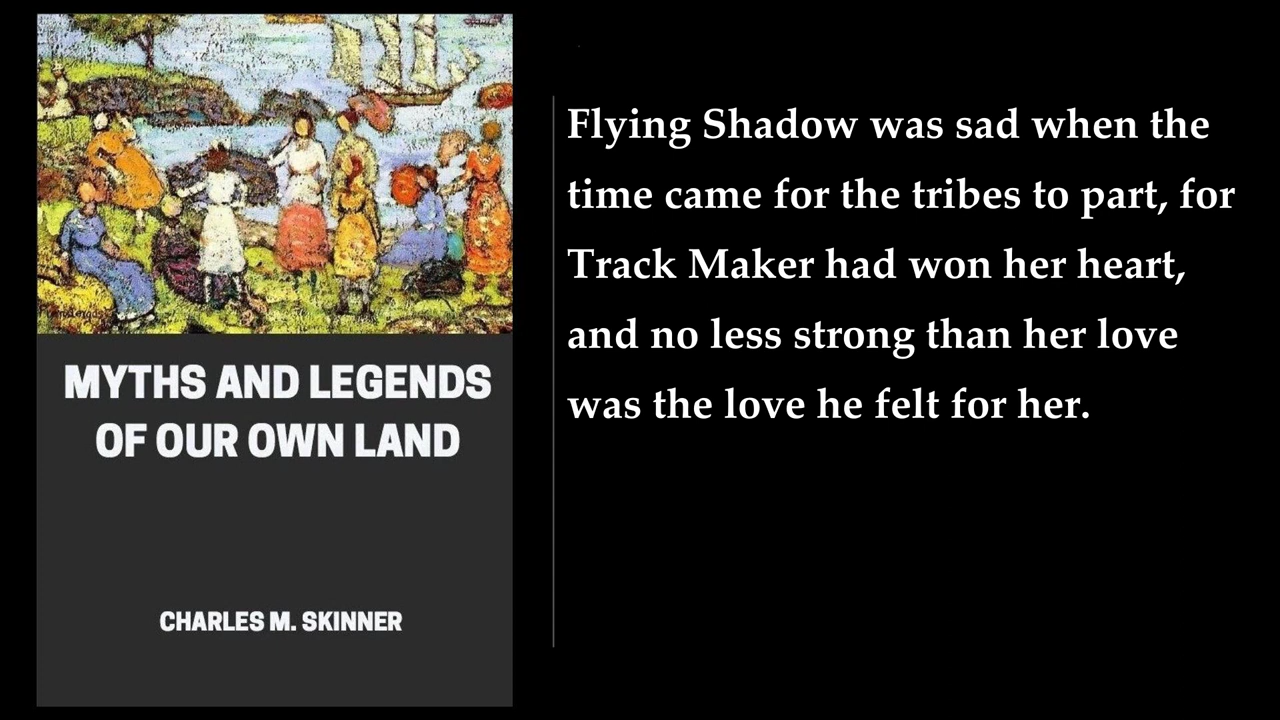 MYTHS AND LEGENDS
OF OUR OWN LAND
CHARLES M. SKINNER
Flying Shadow was sad when the
time came for the tribes to part, for
Track Maker had won her heart,
and no less strong than her love
was the love he felt for her.